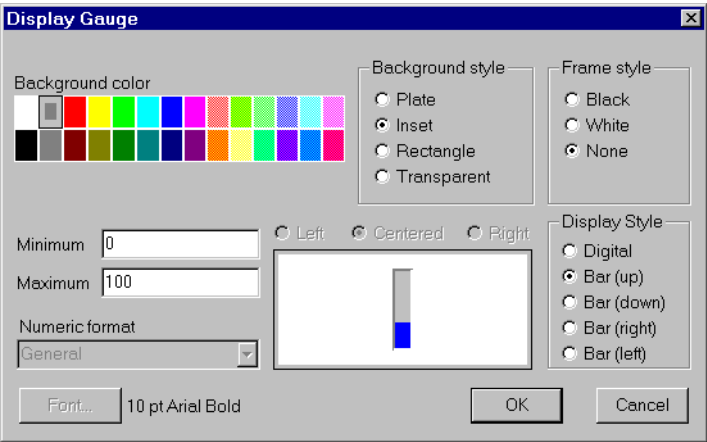 Display Gauge
Background color
Background style
Plate
Inset
Rectangle
Transparent
Frame style
Black
White
None
Minimum 0
Maximum 100
Numeric format
General
Left Centered Right
Display Style
Digital
Bar (up)
Bar (down)
Bar (right)
Bar (left)
Font... 10 pt Arial Bold
OK
Cancel